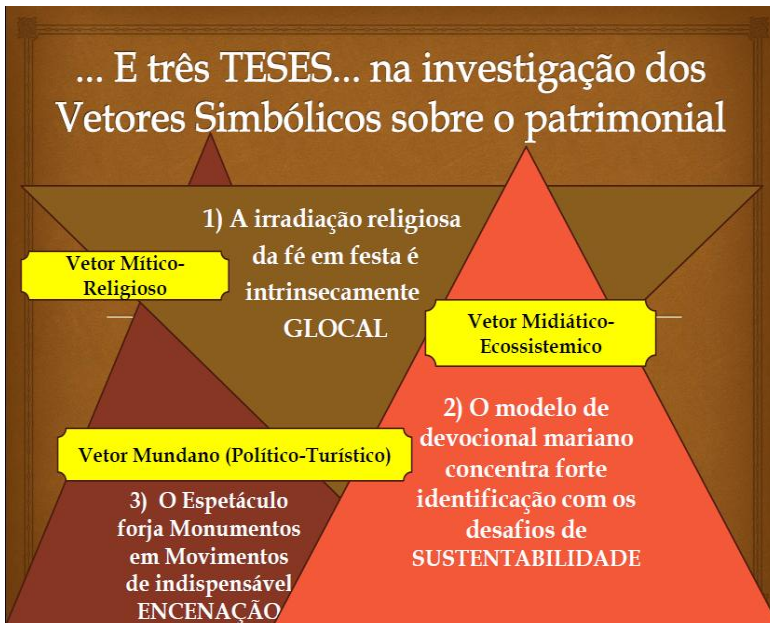 ... E três TESES... na investigação dos
Vetores Simbólicos sobre o patrimonial
1) A irradiação religiosa
da fé em festa é
intrinsecamente
GLOCAL
Vetor Mítico-
Religioso
Vetor Midiático-
Ecossistemico
2) O modelo de
devocional mariano
concentra forte
identificação com os
desafios de
SUSTENTABILIDADE
Vetor Mundano (Político-Turístico)
3) O Espetáculo
forja Monumentos
em Movimentos
de indispensável
ENCENAÇÃO